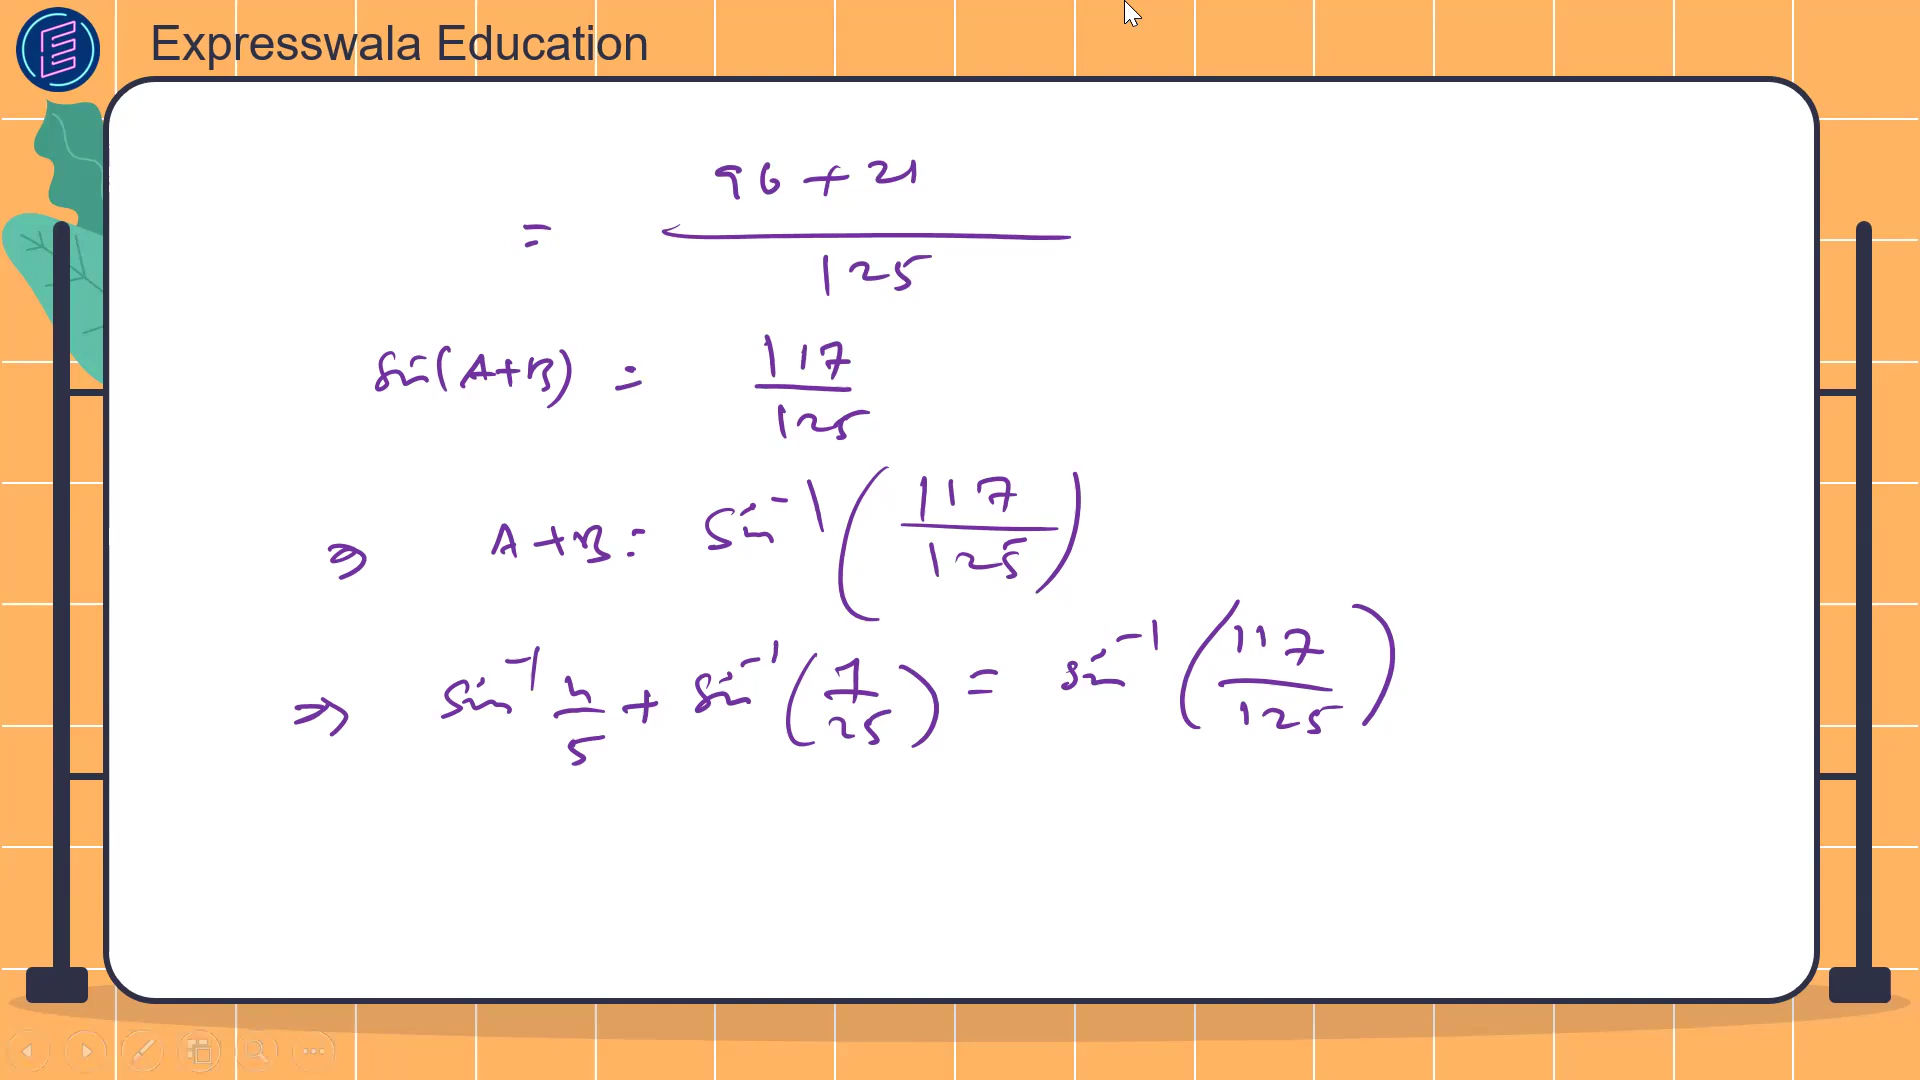 Expresswala Education
= 96 + 21 / 125
sin(A+B) = 117/125
⇒ A+B = sin⁻¹(117/125)
⇒ sin⁻¹ 4/5 + sin⁻¹(7/25) = sin⁻¹(117/125)